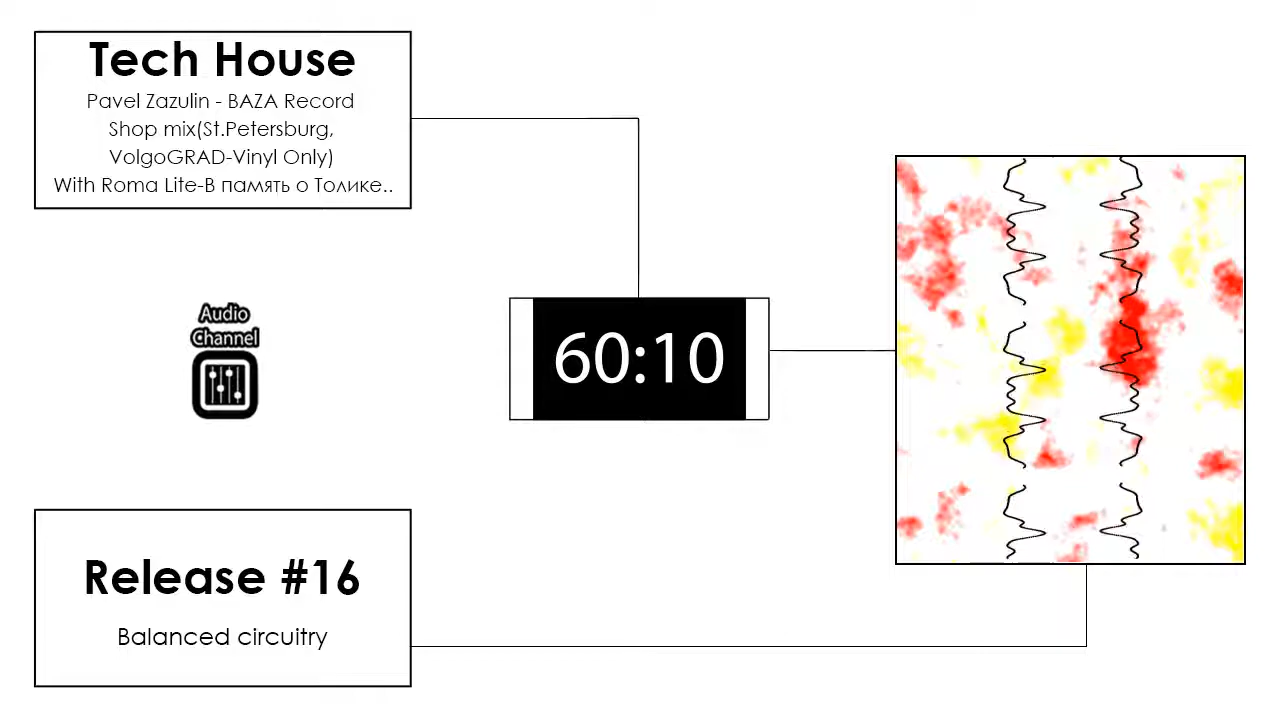 Tech House
Pavel Zazulin - BAZA Record
Shop mix(St.Petersburg,
VolgoGRAD-Vinyl Only)
With Roma Lite-В память о Толике..
Audio
Channel
60:10
Release #16
Balanced circuitry